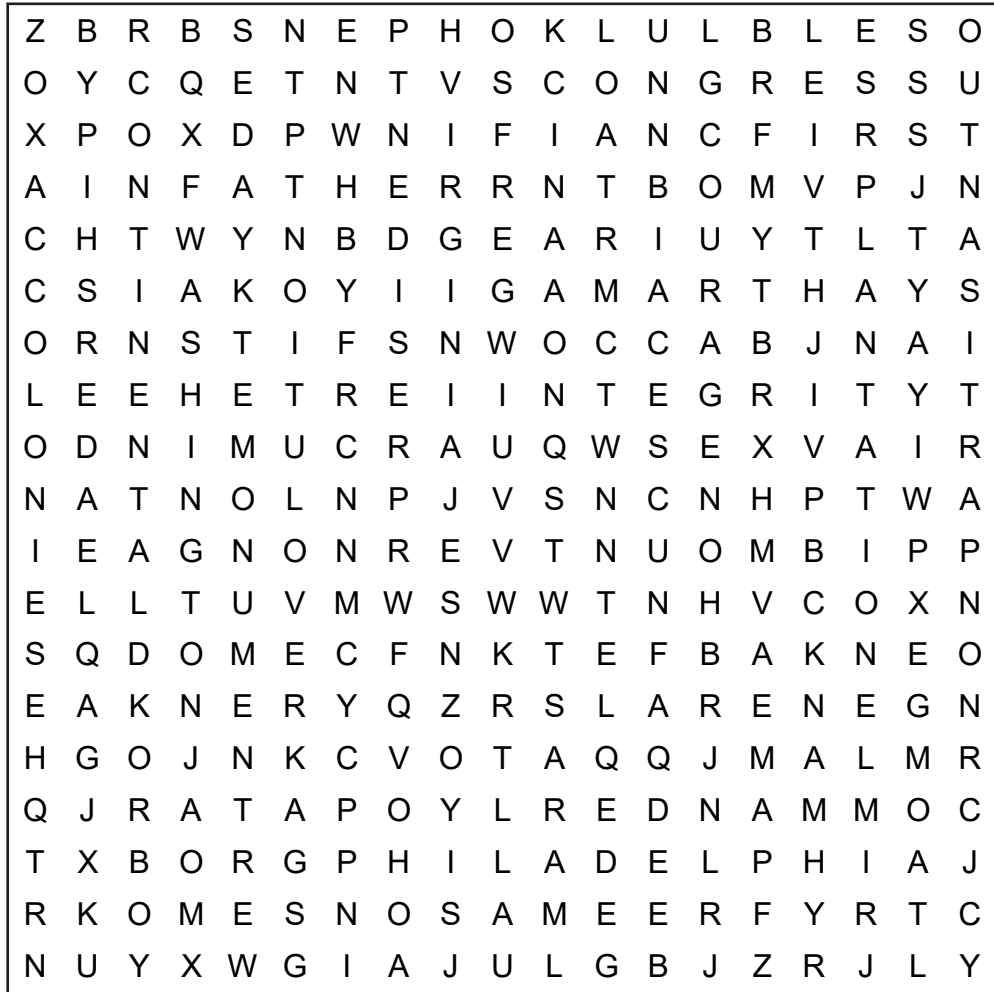 Z B R B S N E P H O K L U L B L E S O
O Y C Q E T N T V S C O N G R E S S U
X P O X D P W N I F I A N C F I R S T
A I N F A T H E R R N T B O M V P J N
C H T W Y N B D G E A R I U Y T L T A
C S I A K O Y I I G A M A R T H A Y S
O R N S T I F S N W O C C A B J N A I
L E E H E T R E I I N T E G R I T Y T
O D N I M U C R A U Q W S E X V A I R
N A T N O L N P J V S N C N H P T W A
I E A G N O N R E V T N U O M B I P P
E L L T U V M W S W W T N H V C O X N
S Q D O M E C F N K T E F B A K N E O
E A K N E R Y Q Z R S L A R E N E G N
H G O J N K C V O T A Q Q J M A L M R
Q J R A T A P O Y L R E D N A M M O C
T X B O R G P H I L A D E L P H I A J
R K O M E S N O S A M E E R F Y R T C
N U Y X W G I A J U L G B J Z R J L Y